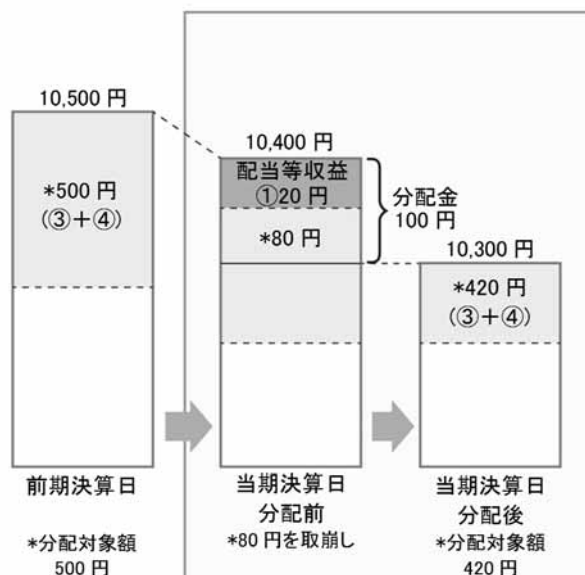 10,500 円
*500 円
(③+④)
前期決算日
*分配対象額
500 円
10,400 円
配当等収益
①20 円
*80 円
分配金
100 円
当期決算日
分配前
*80 円を取崩し
10,300 円
*420 円
(③+④)
当期決算日
分配後
*分配対象額
420 円